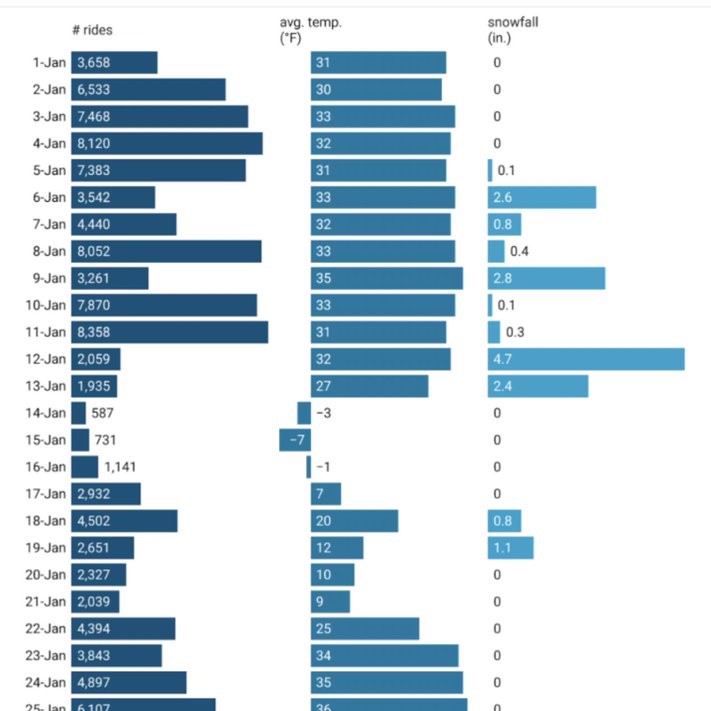 # rides avg. temp. (°F) snowfall (in.)
1-Jan 3,658 31 0
2-Jan 6,533 30 0
3-Jan 7,468 33 0
4-Jan 8,120 32 0
5-Jan 7,383 31 0.1
6-Jan 3,542 33 2.6
7-Jan 4,440 32 0.8
8-Jan 8,052 33 0.4
9-Jan 3,261 35 2.8
10-Jan 7,870 33 0.1
11-Jan 8,358 31 0.3
12-Jan 2,059 32 4.7
13-Jan 1,935 27 2.4
14-Jan 587 −3 0
15-Jan 731 −7 0
16-Jan 1,141 −1 0
17-Jan 2,932 7 0
18-Jan 4,502 20 0.8
19-Jan 2,651 12 1.1
20-Jan 2,327 10 0
21-Jan 2,039 9 0
22-Jan 4,394 25 0
23-Jan 3,843 34 0
24-Jan 4,897 35 0
25-Jan 6,107 36 0